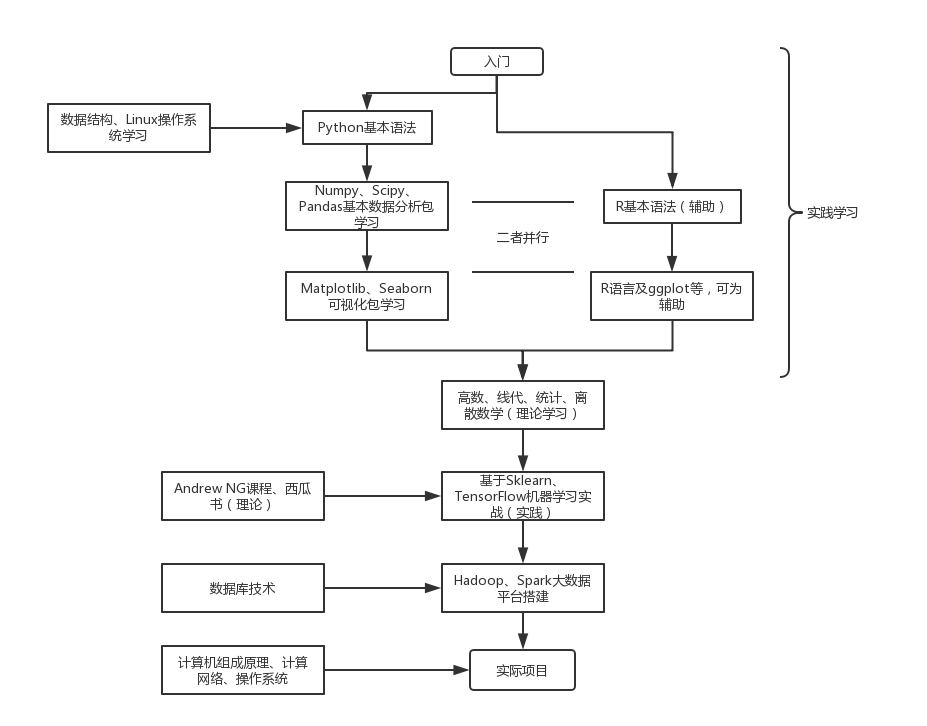 入门
数据结构、Linux操作系
统学习
Python基本语法
Numpy、Scipy、
Pandas基本数据分析包
学习
R基本语法（辅助）
实践学习
二者并行
Matplotlib、Seaborn
可视化包学习
R语言及ggplot等，可为
辅助
高数、线代、统计、离
散数学（理论学习）
Andrew NG课程、西瓜
书（理论）
基于Sklearn、
TensorFlow机器学习实
战（实践）
数据库技术
Hadoop、Spark大数据
平台搭建
计算机组成原理、计算
网络、操作系统
实际项目